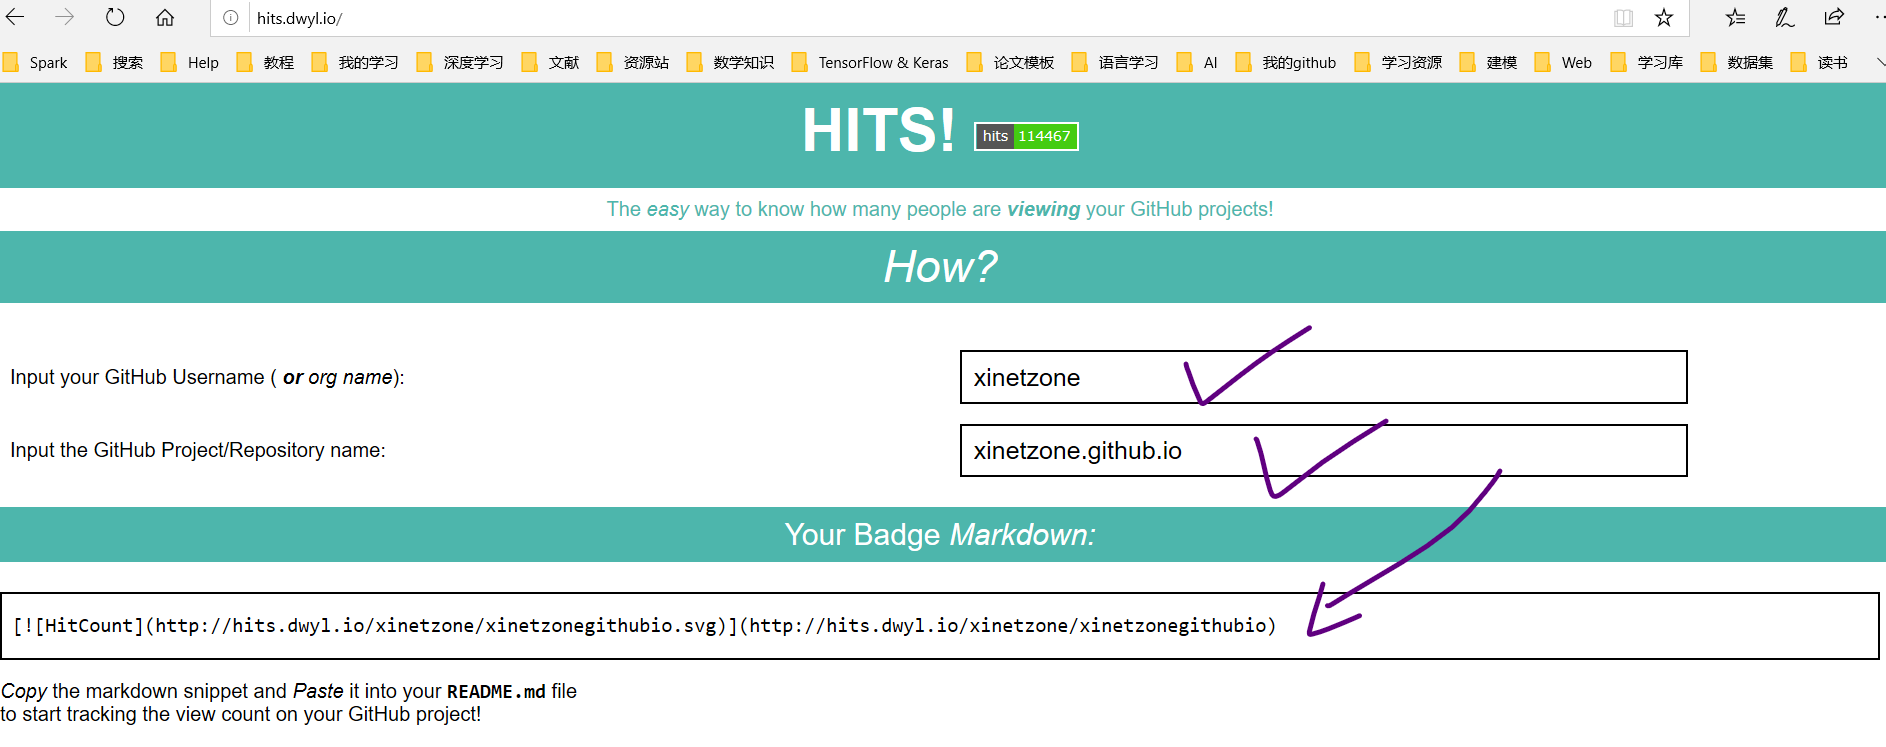 hits.dwyl.io/
Spark 搜索 Help 教程 我的学习 深度学习 文献 资源站 数学知识 TensorFlow & Keras 论文模板 语言学习 AI 我的github 学习资源 建模 Web 学习库 数据集 读书
HITS! hits 114467
The easy way to know how many people are viewing your GitHub projects!
How?
Input your GitHub Username ( or org name): xinetzone
Input the GitHub Project/Repository name: xinetzone.github.io
Your Badge Markdown:
[![HitCount](http://hits.dwyl.io/xinetzone/xinetzonegithubio.svg)](http://hits.dwyl.io/xinetzone/xinetzonegithubio)
Copy the markdown snippet and Paste it into your README.md file
to start tracking the view count on your GitHub project!